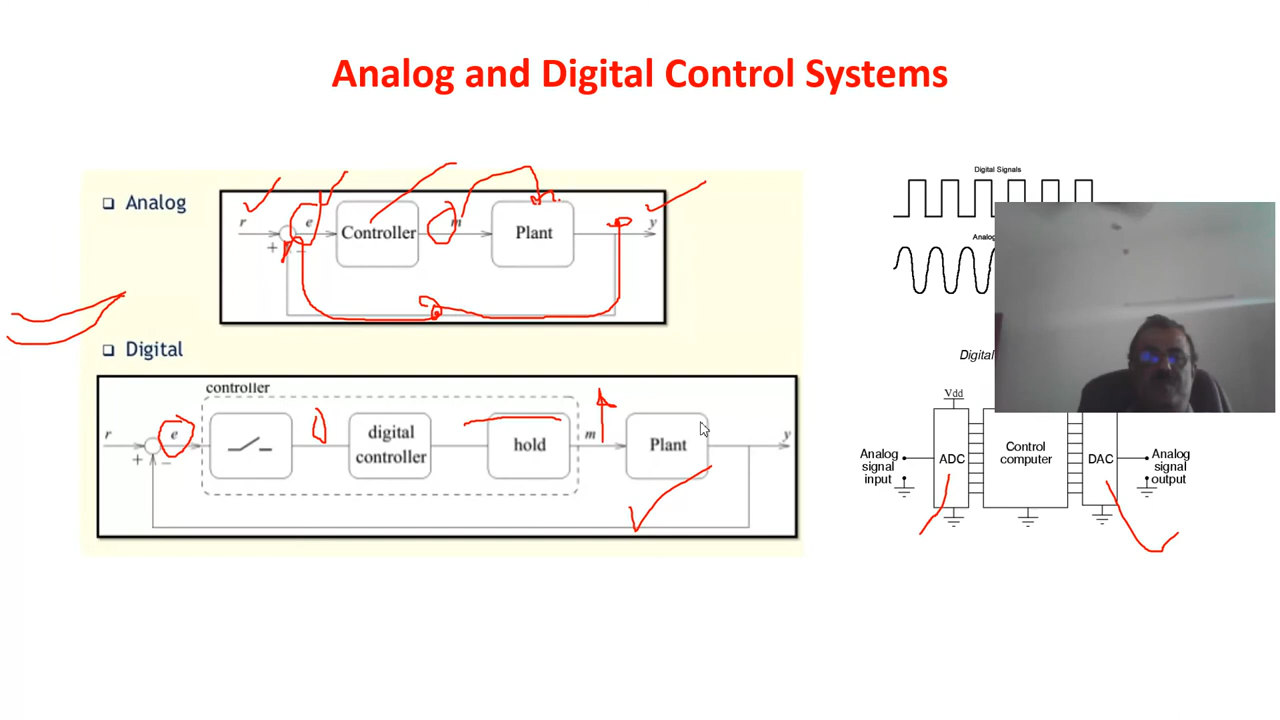 Analog and Digital Control Systems
❑ Analog
r
e
Controller
m
Plant
y
+
−
❑ Digital
controller
r
e
digital
controller
hold
m
Plant
y
+
−
Digital Signals
Digital
Vdd
Analog
signal
input
ADC
Control
computer
DAC
Analog
signal
output